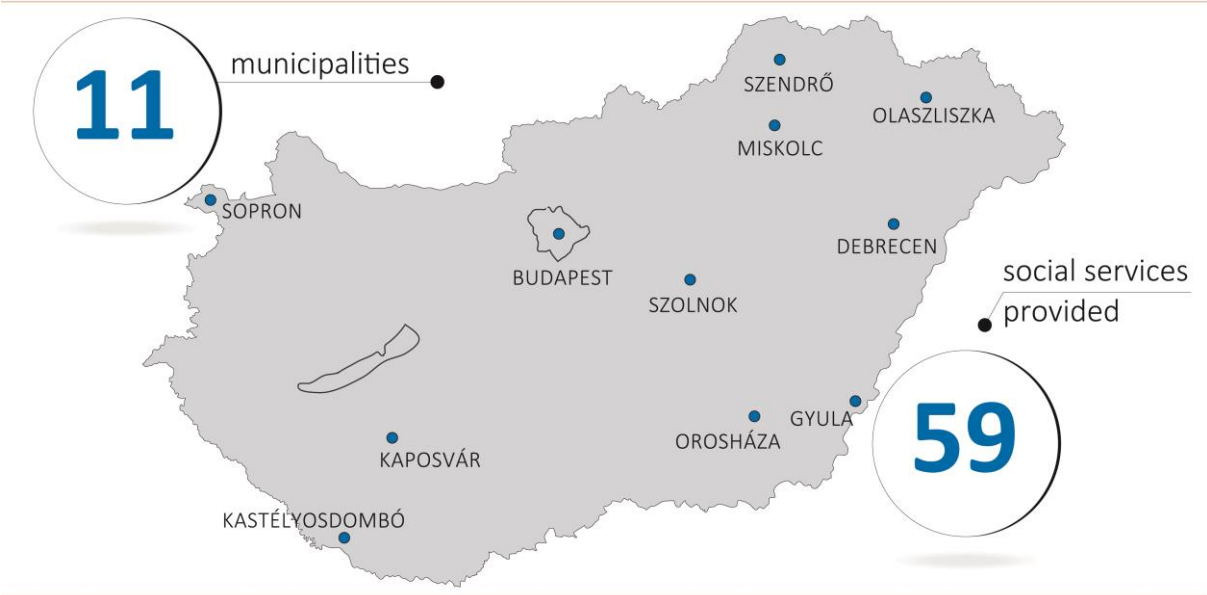 11
municipalities
SZENDRŐ
OLASZLISZKA
MISKOLC
SOPRON
DEBRECEN
BUDAPEST
SZOLNOK
social services
provided
GYULA
59
OROSHÁZA
KAPOSVÁR
KASTÉLYOSDOMBÓ